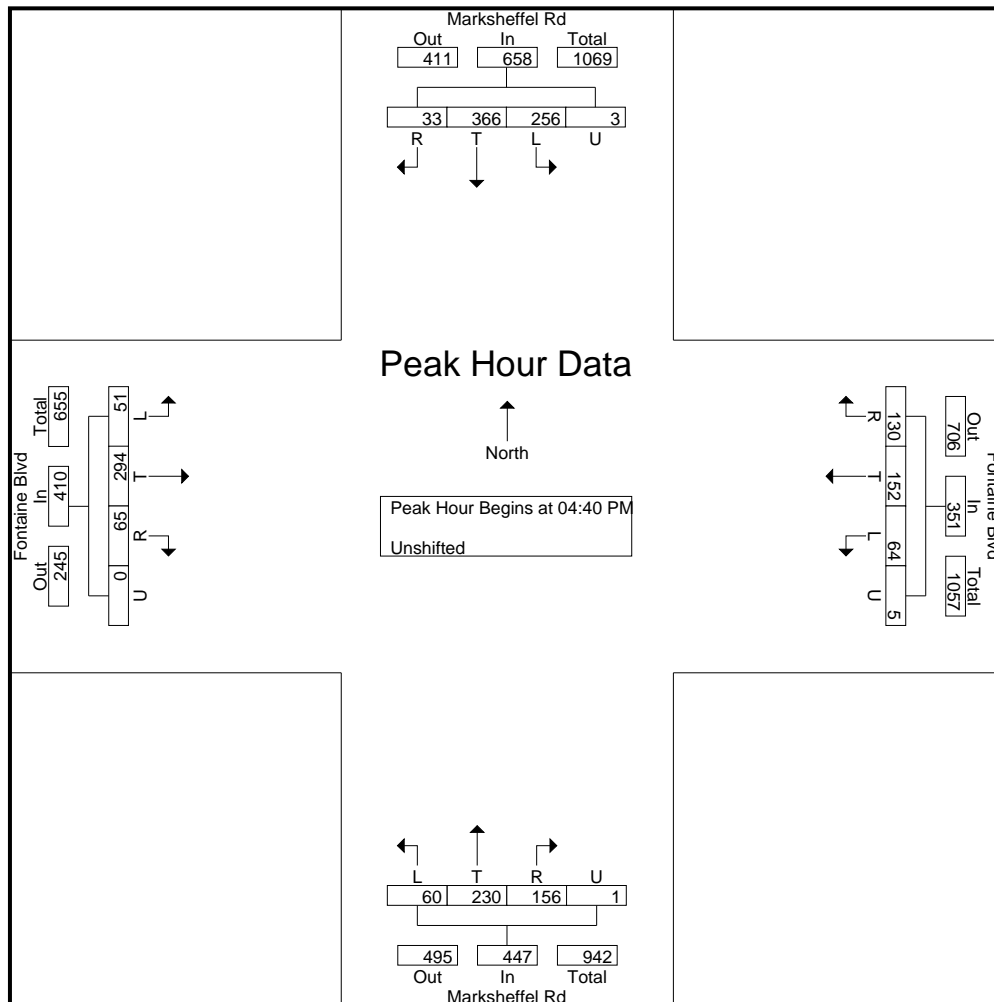 Marksheffel Rd
Out In Total
411 658 1069
33 366 256 3
R T L U
Peak Hour Data
North
Peak Hour Begins at 04:40 PM
Unshifted
Fontaine Blvd
Total In Out
655 410 245
51 294 65 0
L T R U
Fontaine Blvd
Out In Total
706 351 1057
130 152 64 5
R T L U
L T R U
60 230 156 1
495 447 942
Out In Total
Marksheffel Rd